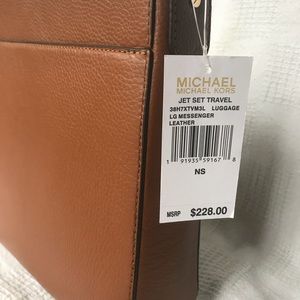 MICHAEL
MICHAEL KORS
JET SET TRAVEL
38H7XTVM3L LUGGAGE
LG MESSENGER
LEATHER
1 91935 59167 8
NS
MSRP $228.00